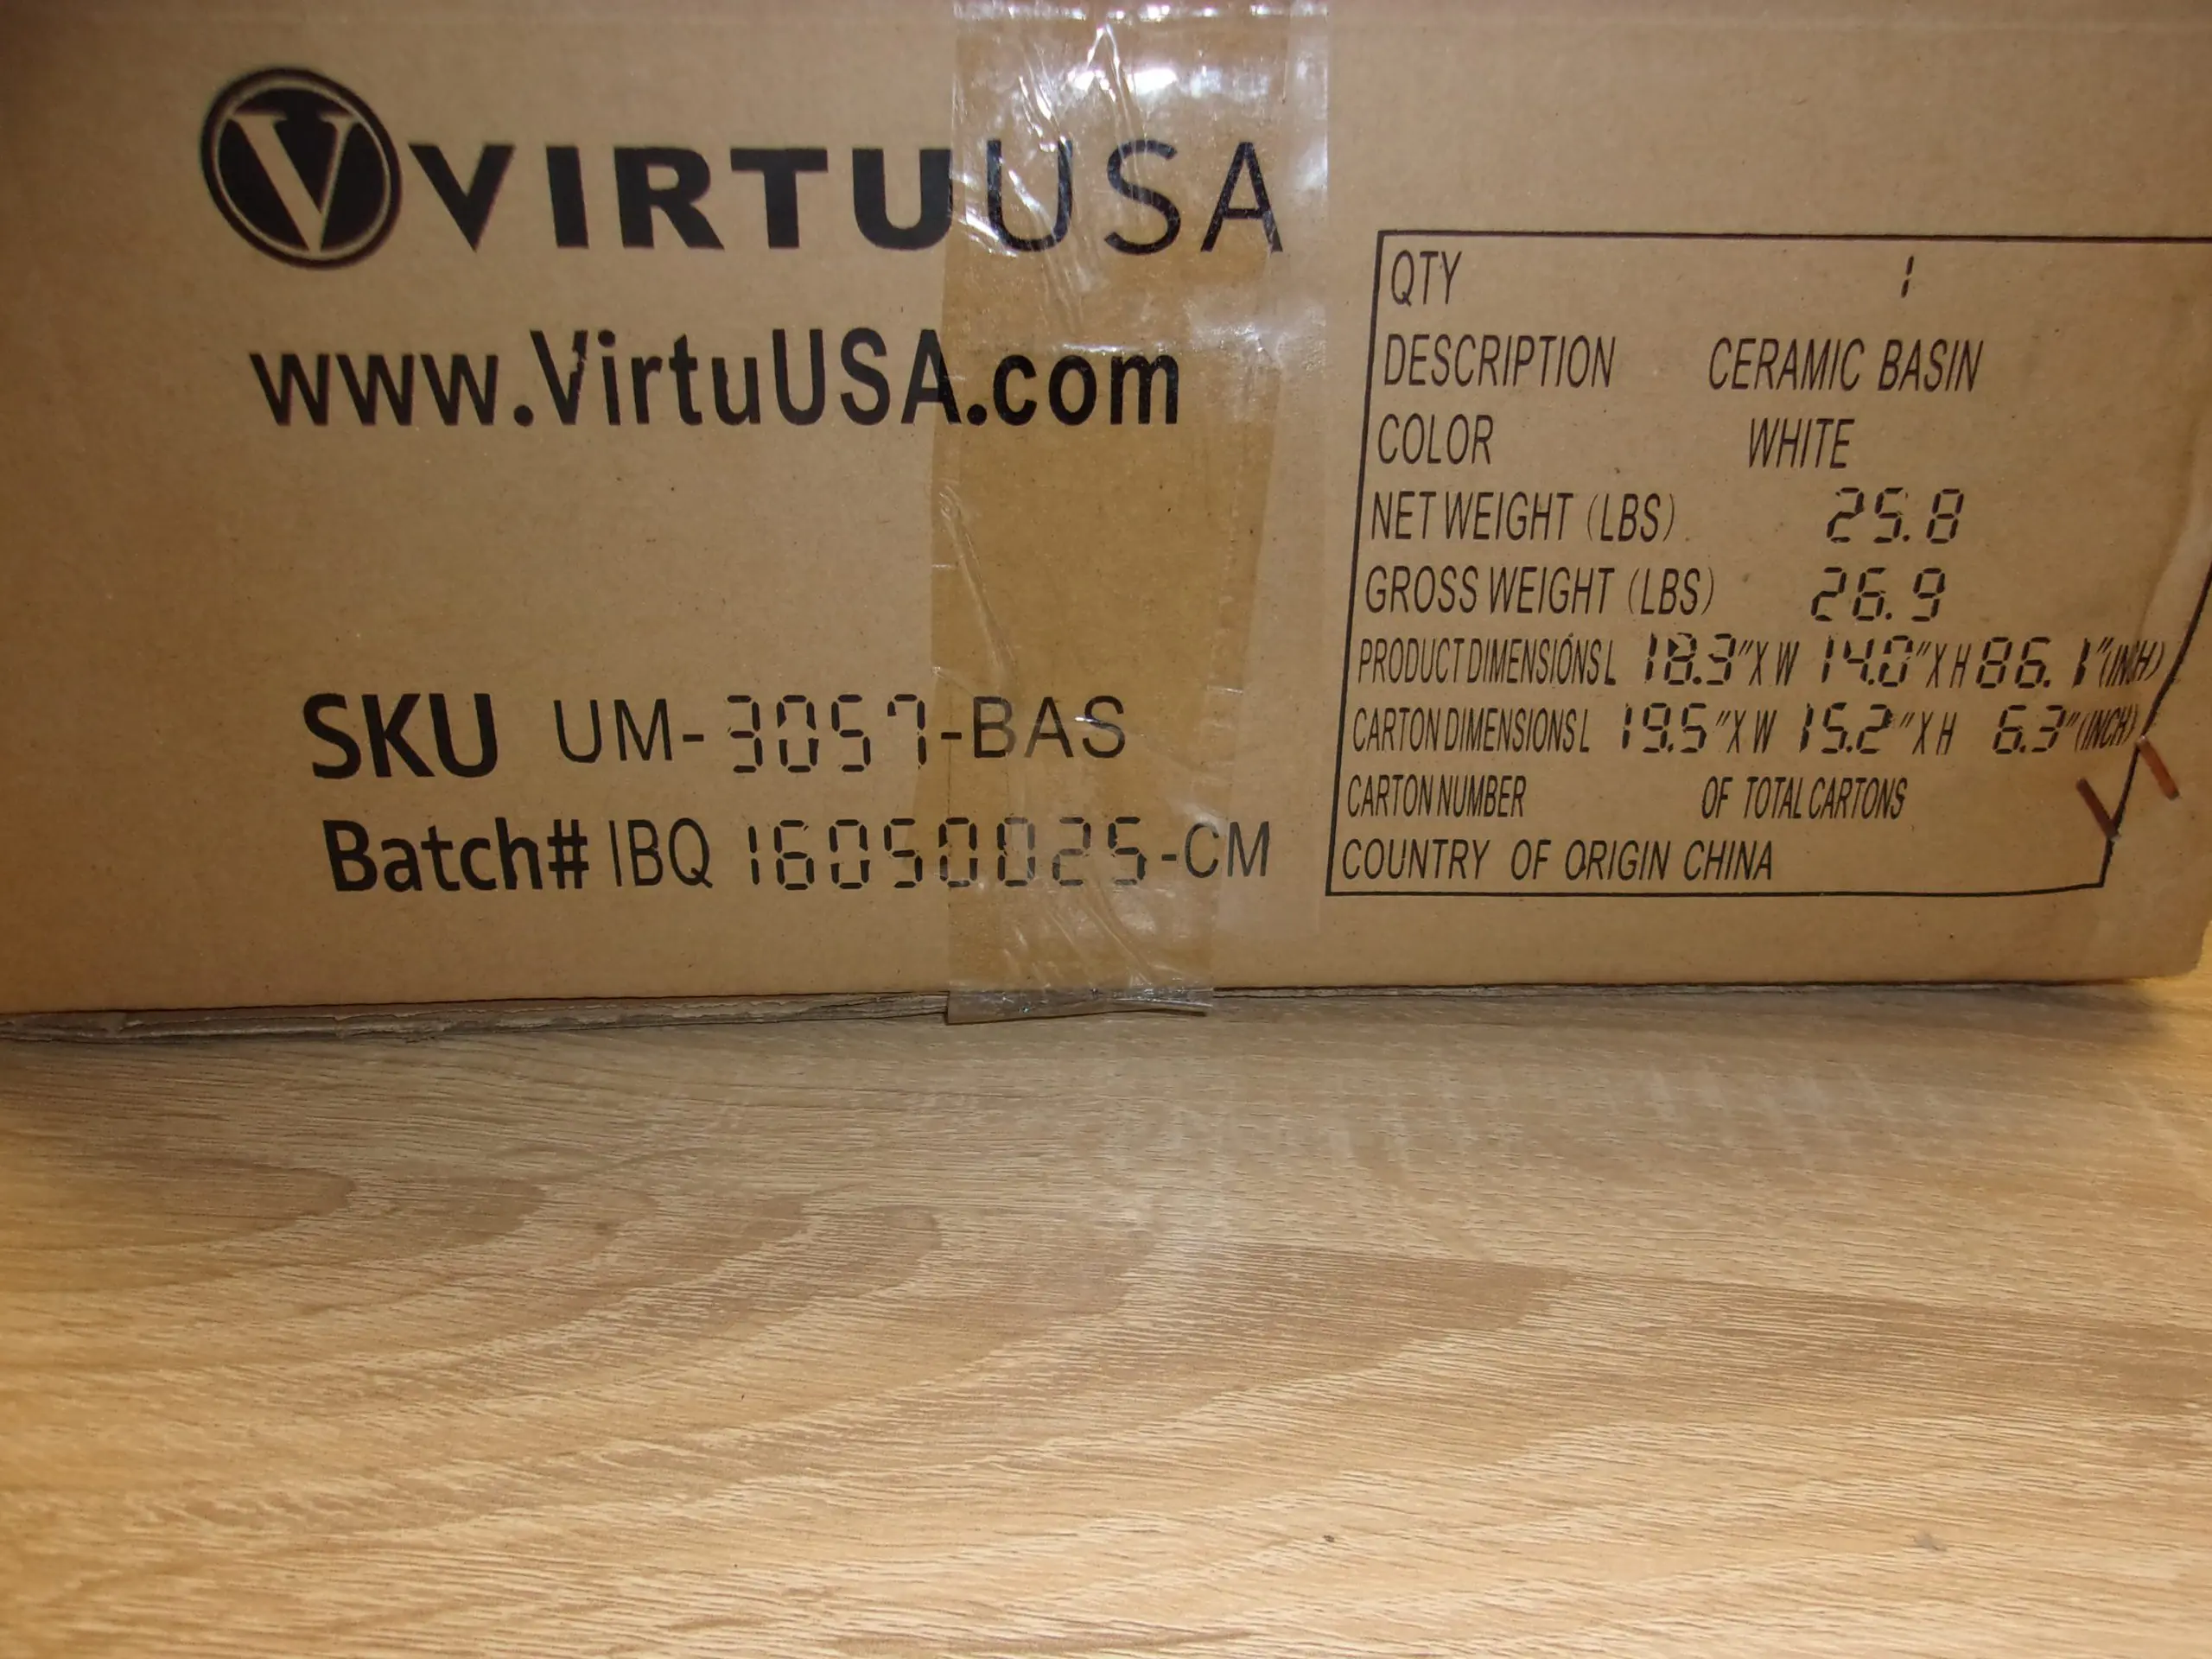 V VIRTUUSA
www.VirtuUSA.com
SKU UM-3057-BAS
Batch# IBQ 16050025-CM
QTY 1
DESCRIPTION CERAMIC BASIN
COLOR WHITE
NET WEIGHT (LBS) 25.8
GROSS WEIGHT (LBS) 26.9
PRODUCT DIMENSIONS L 18.3" X W 14.0" X H 86.1" (INCH)
CARTON DIMENSIONS L 19.5" X W 15.2" X H 6.3" (INCH)
CARTON NUMBER OF TOTAL CARTONS
COUNTRY OF ORIGIN CHINA